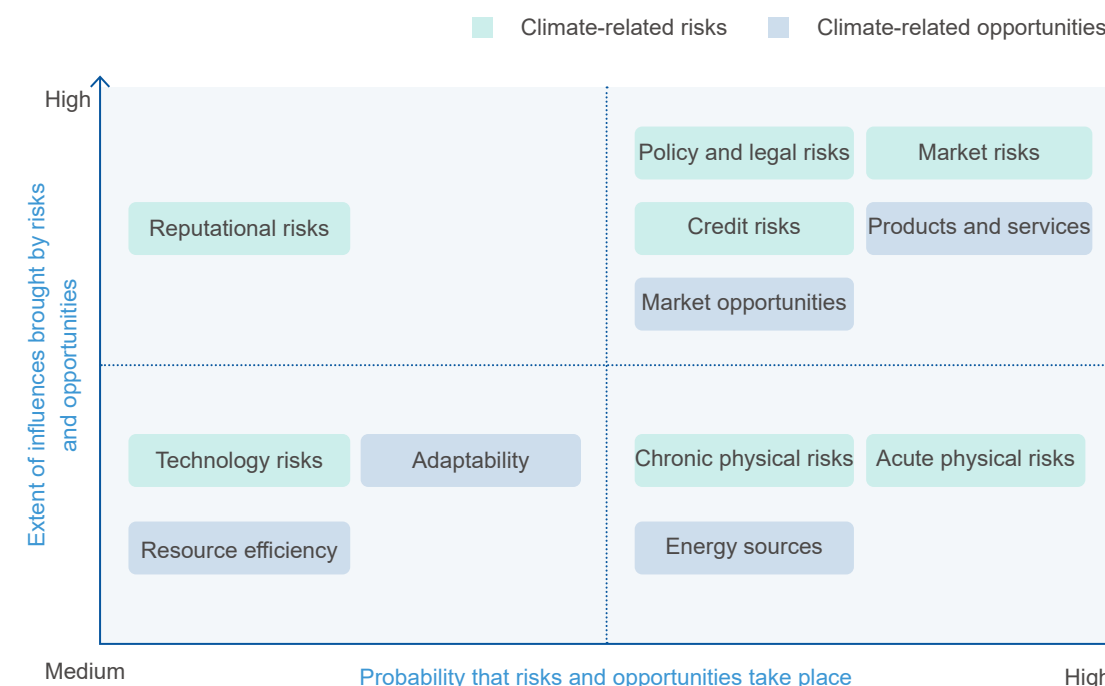 Climate-related risks
Climate-related opportunities
High
Extent of influences brought by risks
and opportunities
Policy and legal risks
Market risks
Reputational risks
Credit risks
Products and services
Market opportunities
Technology risks
Adaptability
Chronic physical risks
Acute physical risks
Resource efficiency
Energy sources
Medium
Probability that risks and opportunities take place
High